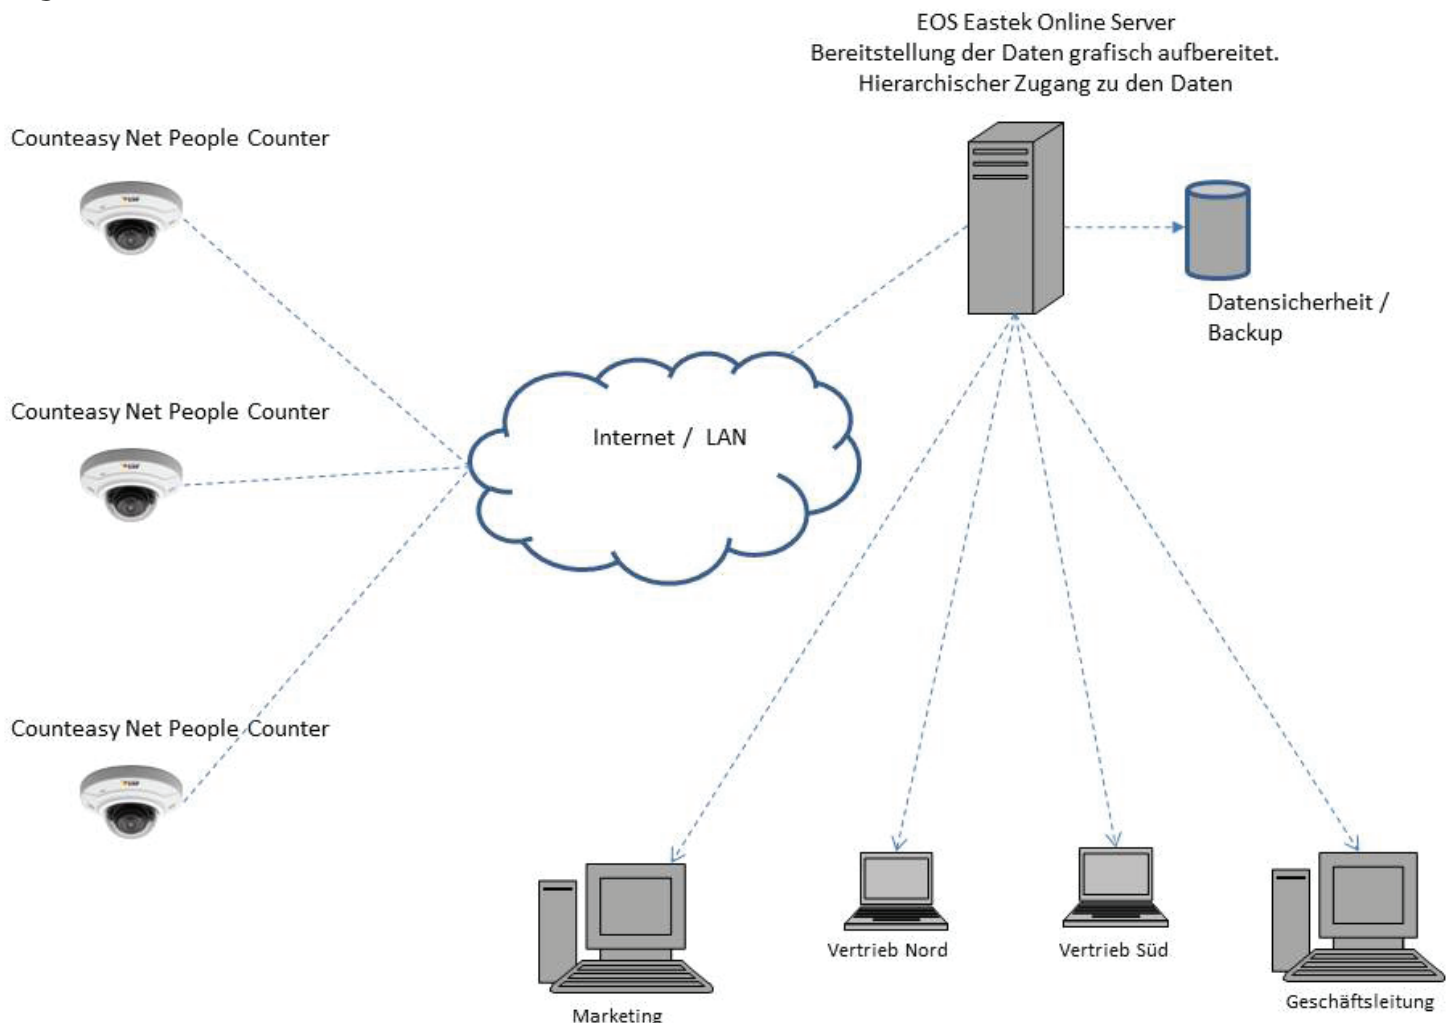 EOS Eastek Online Server
Bereitstellung der Daten grafisch aufbereitet.
Hierarchischer Zugang zu den Daten
Counteasy Net People Counter
Datensicherheit /
Backup
Counteasy Net People Counter
Internet / LAN
Counteasy Net People Counter
Vertrieb Nord
Vertrieb Süd
Geschäftsleitung
Marketing